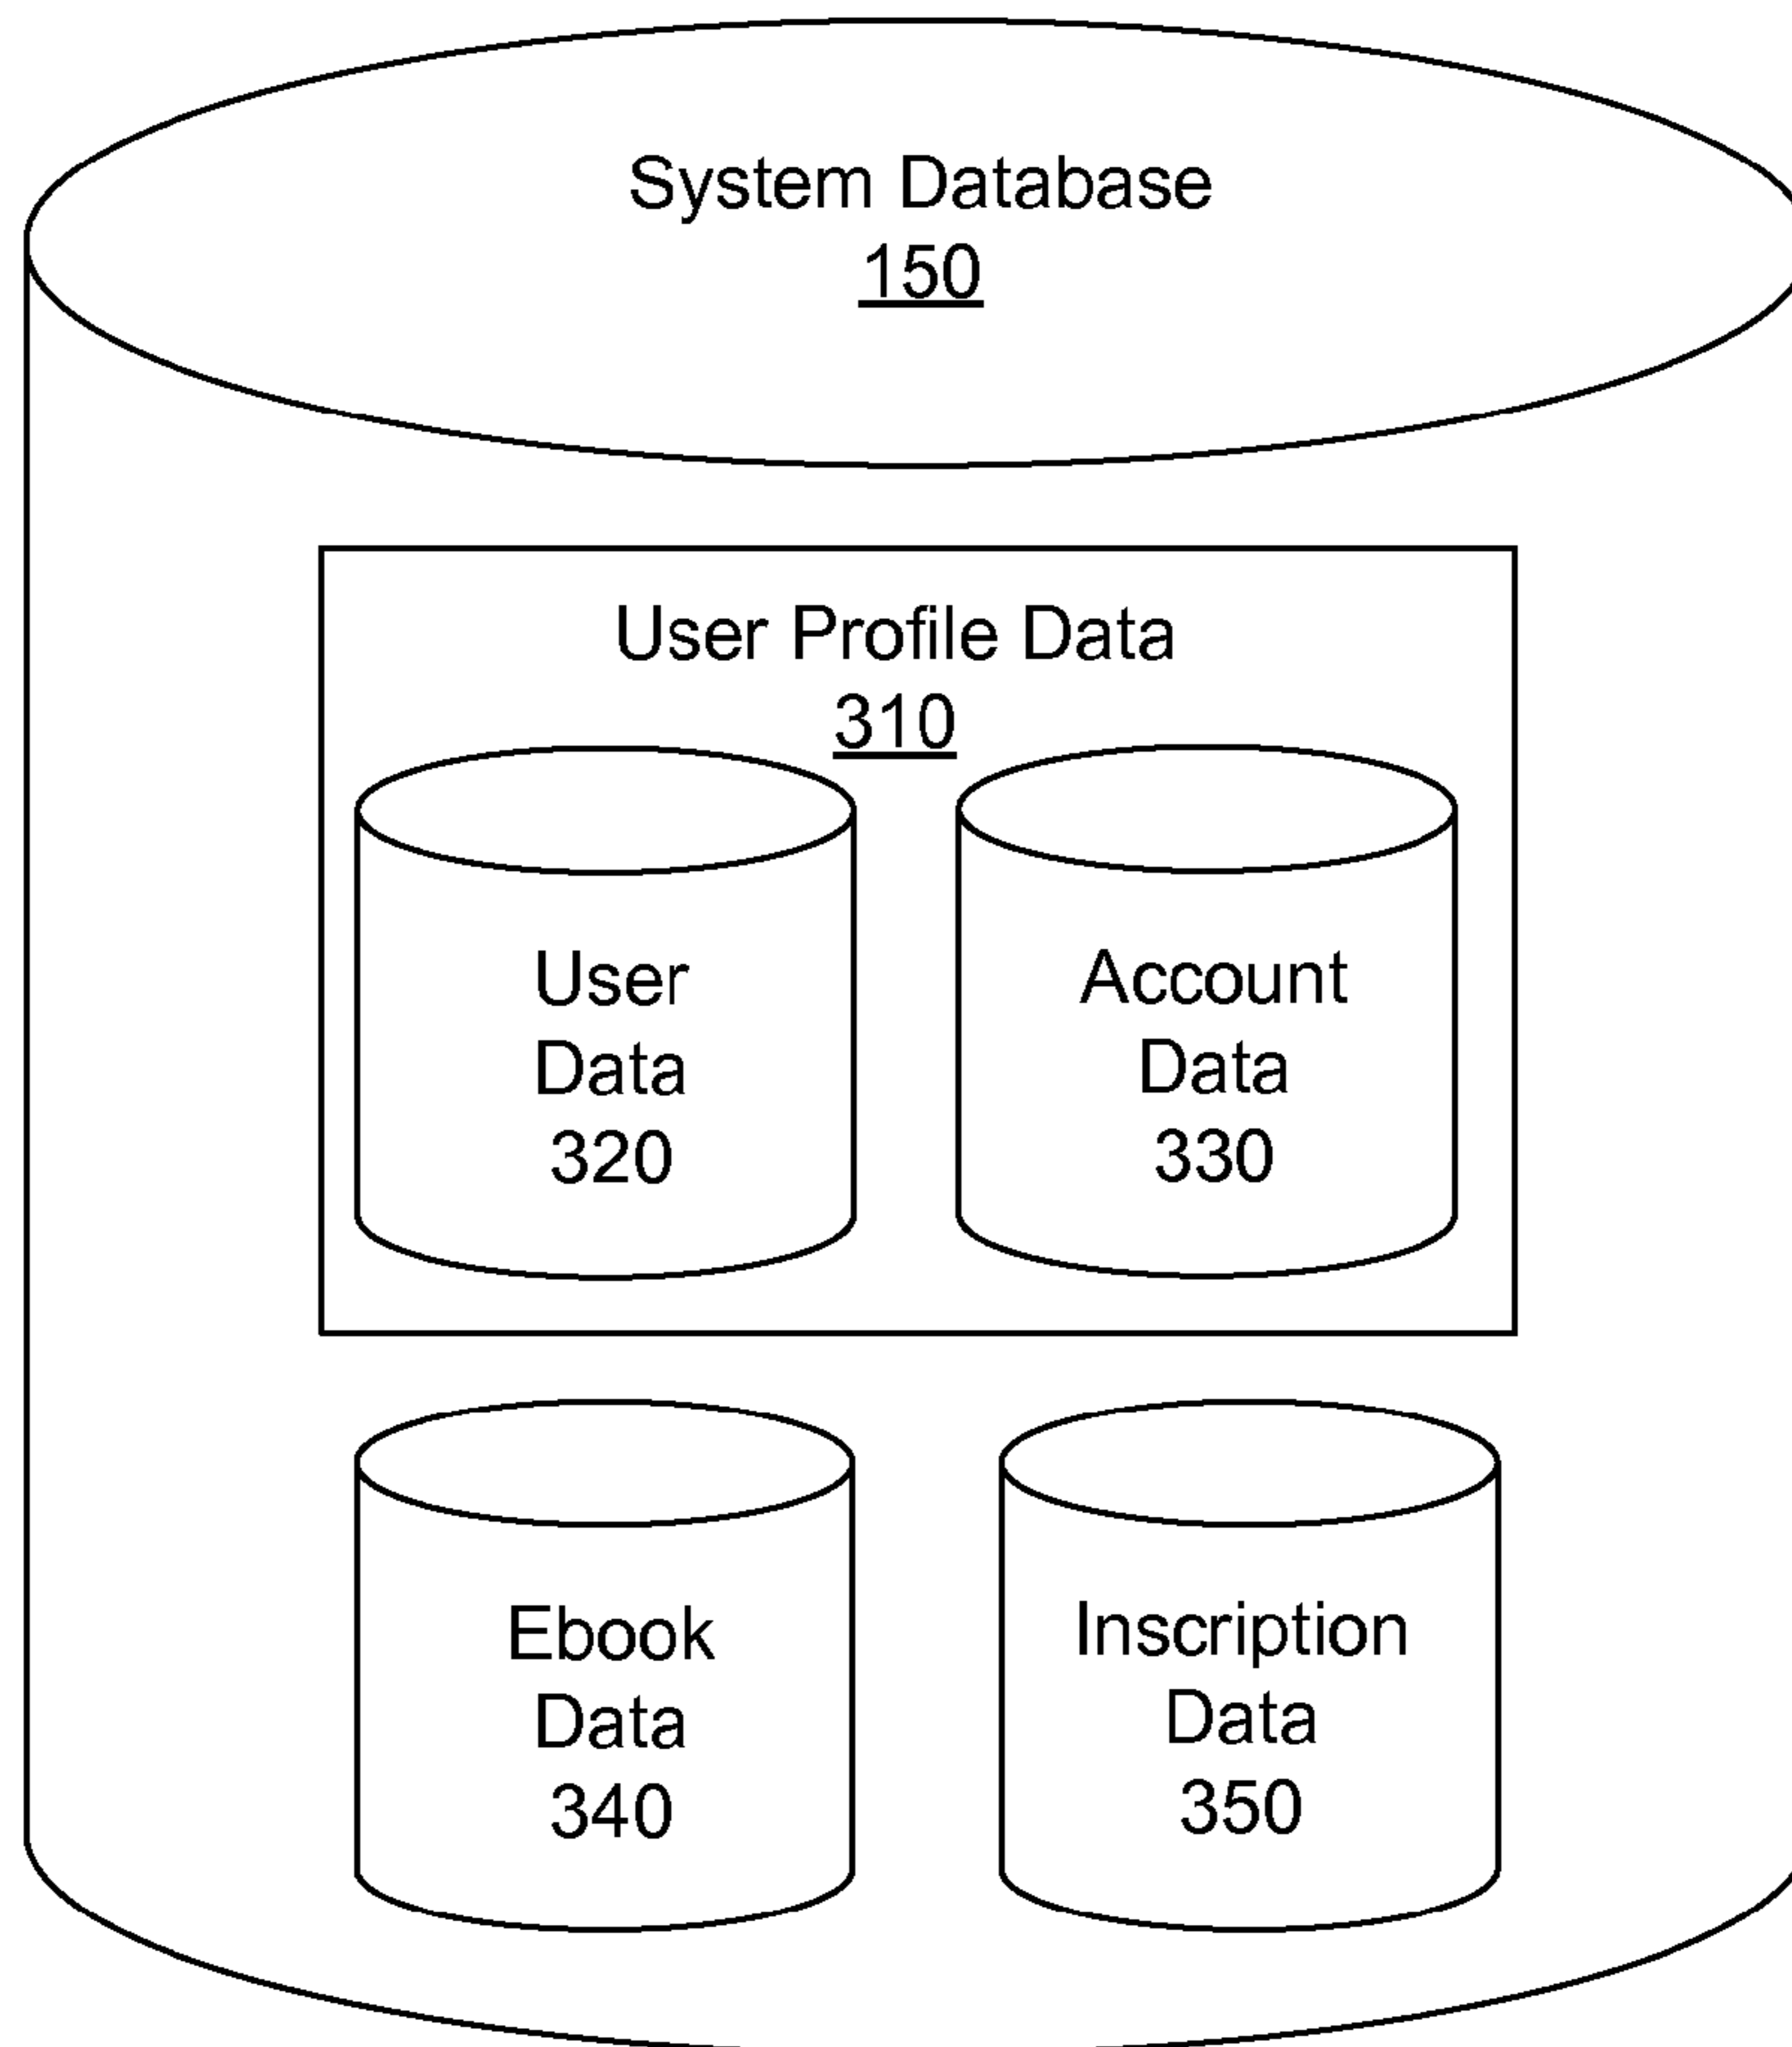 System Database
150
User Profile Data
310
User
Data
320
Account
Data
330
Ebook
Data
340
Inscription
Data
350